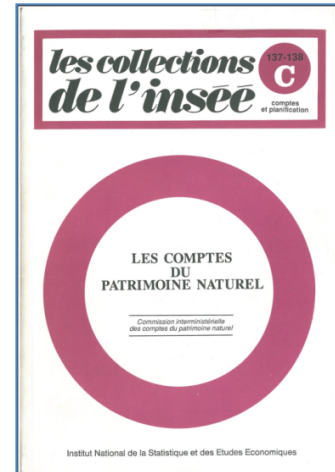 les collections
de l'inséé
137-138
C
comptes
et planification
LES COMPTES
DU
PATRIMOINE NATUREL
Commission interministérielle
des comptes du patrimoine naturel
Institut National de la Statistique et des Etudes Economiques